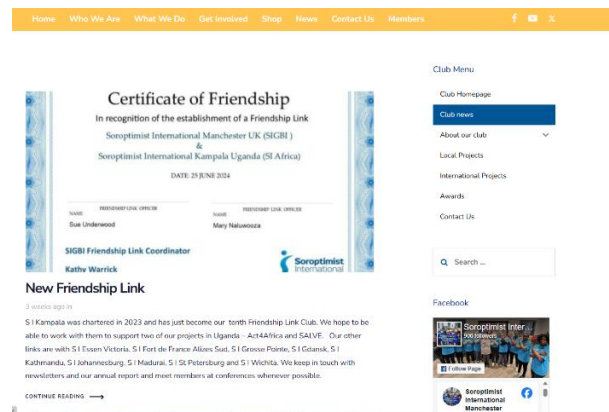 Home Who We Are What We Do Get Involved Shop News Contact Us Members
Certificate of Friendship
In recognition of the establishment of a Friendship Link
Soroptimist International Manchester UK (SIGBI )
&
Soroptimist International Kampala Uganda (SI Africa)
DATE: 29 JUNE 2024
FRIENDSHIP LINK OFFICER
NAME
Sue Underwood
FRIENDSHIP LINK OFFICER
NAME
Mary Naluwooza
SIGBI Friendship Link Coordinator
Kathy Warrick
Soroptimist
International
New Friendship Link
3 weeks ago in
S I Kampala was chartered in 2023 and has just become our tenth Friendship Link Club. We hope to be
able to work with them to support two of our projects in Uganda – Act4Africa and SALVE. Our other
links are with S I Essen Victoria, S I Fort de France Alizes Sud, S I Grosse Pointe, S I Gdansk, S I
Kathmandu, S I Johannesburg, S I Madurai, S I St Petersburg and S I Wichita. We keep in touch with
newsletters and our annual report and meet members at conferences whenever possible.
CONTINUE READING
Club Menu
Club Homepage
Club news
About our club
Local Projects
International Projects
Awards
Contact Us
Search ...
Facebook
Soroptimist Inter...
900 followers
Follow Page
Soroptimist
International
Manchester